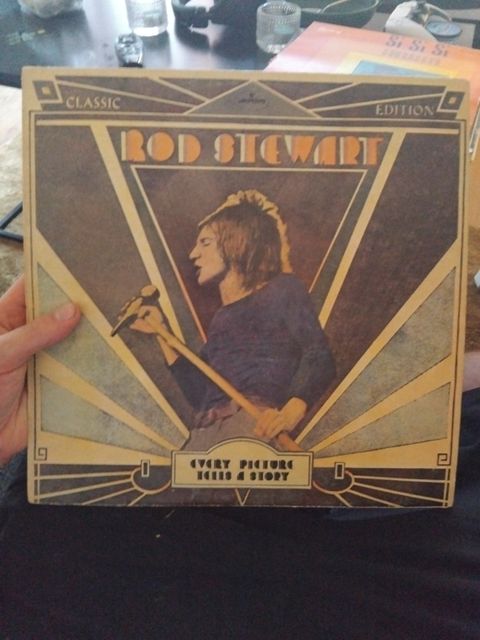 CLASSIC
EDITION
ROD STEWART
EVERY PICTURE
TELLS A STORY
SI. SI. SI.